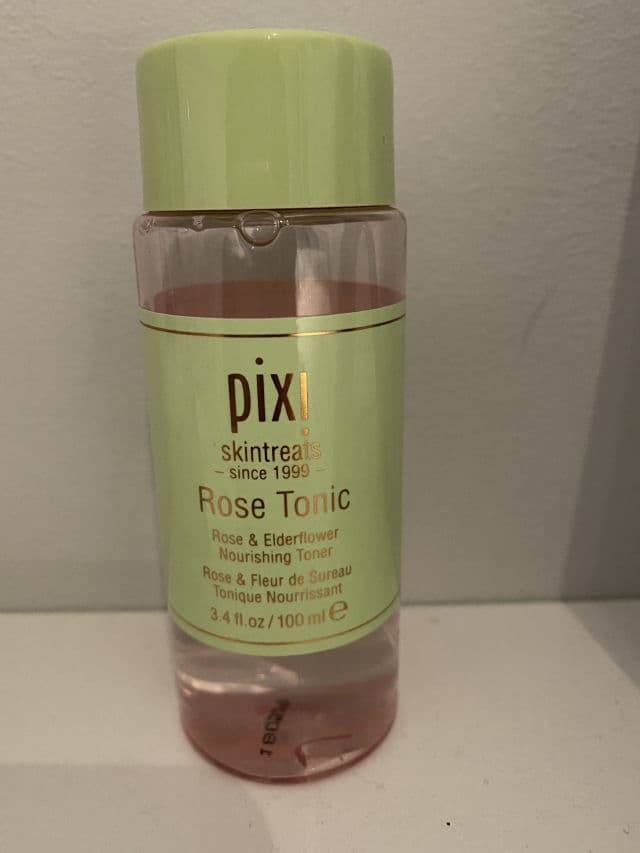 pixi
skintreats
– since 1999 –
Rose Tonic
Rose & Elderflower
Nourishing Toner
Rose & Fleur de Sureau
Tonique Nourrissant
3.4 fl.oz / 100 ml ℮